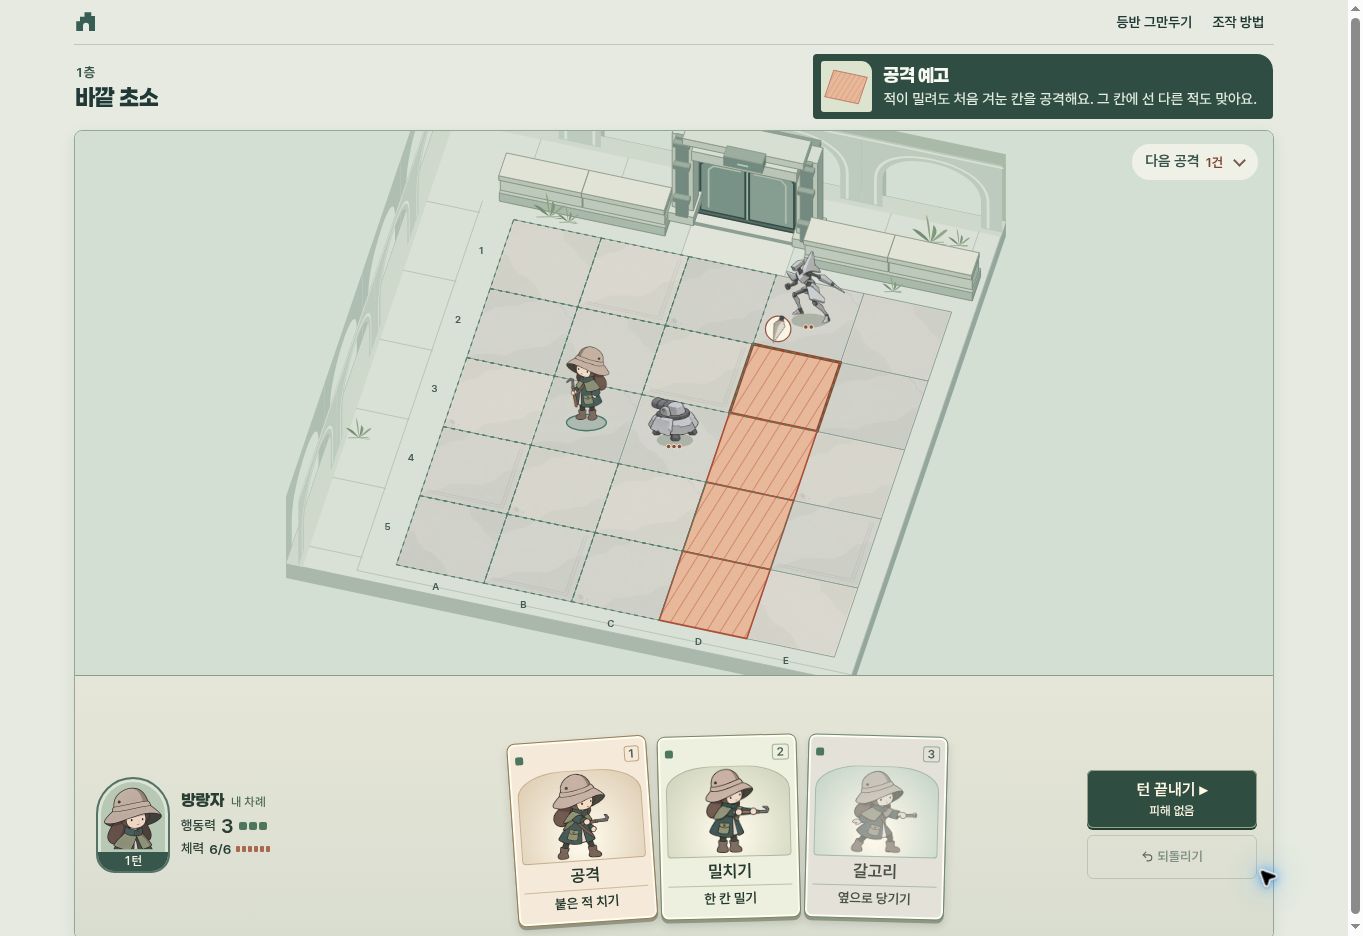 등반 그만두기
조작 방법
1층
바깥 초소
공격 예고
적이 밀려도 처음 겨눈 칸을 공격해요. 그 칸에 선 다른 적도 맞아요.
다음 공격 1건
1
2
3
4
5
A
B
C
D
E
방랑자 내 차례
행동력 3
체력 6/6
1턴
1
공격
붙은 적 치기
2
밀치기
한 칸 밀기
3
갈고리
옆으로 당기기
턴 끝내기 ▸
피해 없음
되돌리기